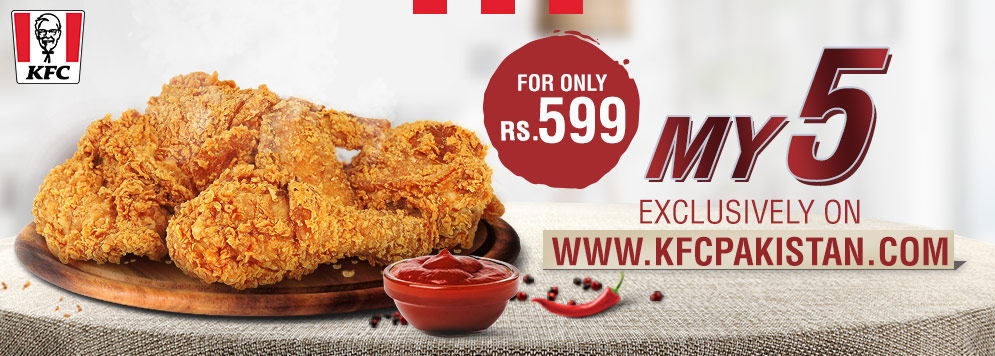 KFC
FOR ONLY
RS.599
MY 5
EXCLUSIVELY ON
WWW.KFCPAKISTAN.COM